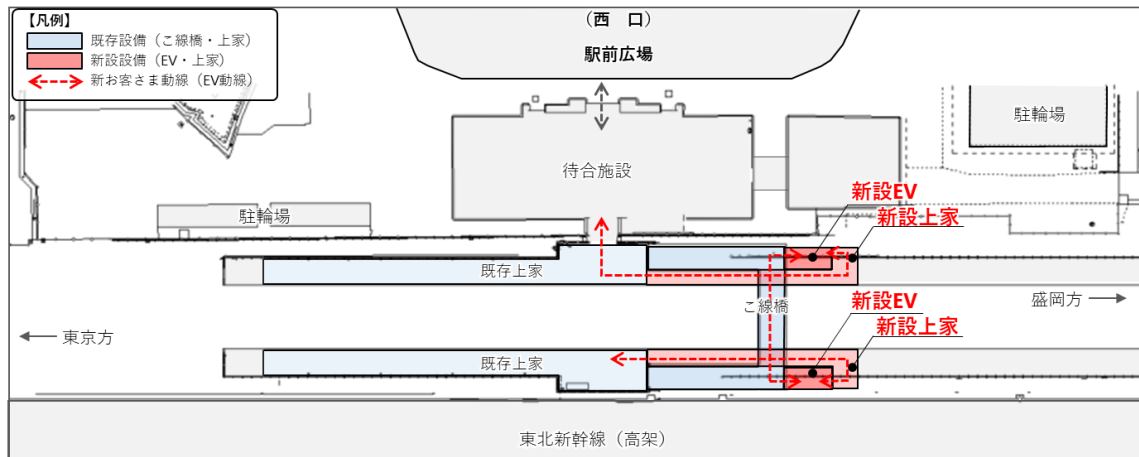 【凡例】
既存設備（こ線橋・上家）
新設設備（EV・上家）
新お客さま動線（EV動線）
（西　口）
駅前広場
駐輪場
待合施設
駐輪場
新設EV
新設上家
既存上家
こ線橋
盛岡方
東京方
新設EV
新設上家
既存上家
東北新幹線（高架）